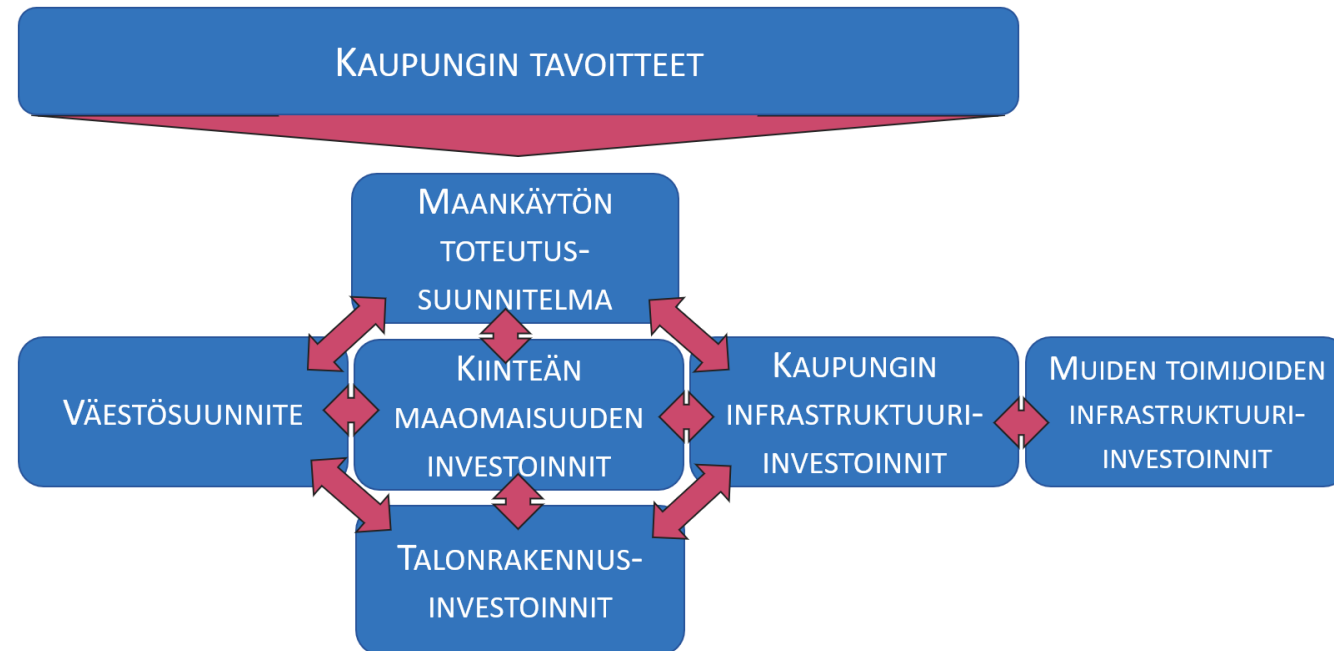 KAUPUNGIN TAVOITTEET
MAANKÄYTÖN
TOTEUTUS-
SUUNNITELMA
VÄESTÖSUUNNITE
KIINTEÄN
MAAOMAISUUDEN
INVESTOINNIT
KAUPUNGIN
INFRASTRUKTUURI-
INVESTOINNIT
MUIDEN TOIMIJOIDEN
INFRASTRUKTUURI-
INVESTOINNIT
TALONRAKENNUS-
INVESTOINNIT